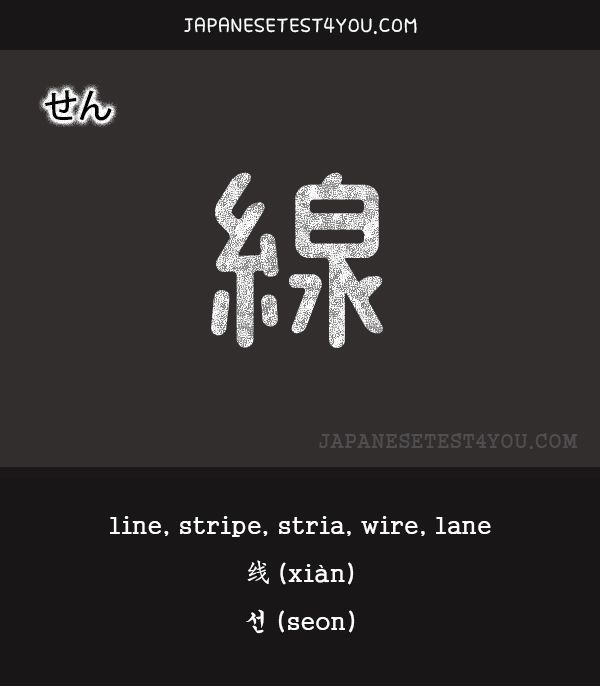 JAPANESETEST4YOU.COM
せん
線
JAPANESETEST4YOU.COM
line, stripe, stria, wire, lane
线 (xiàn)
선 (seon)